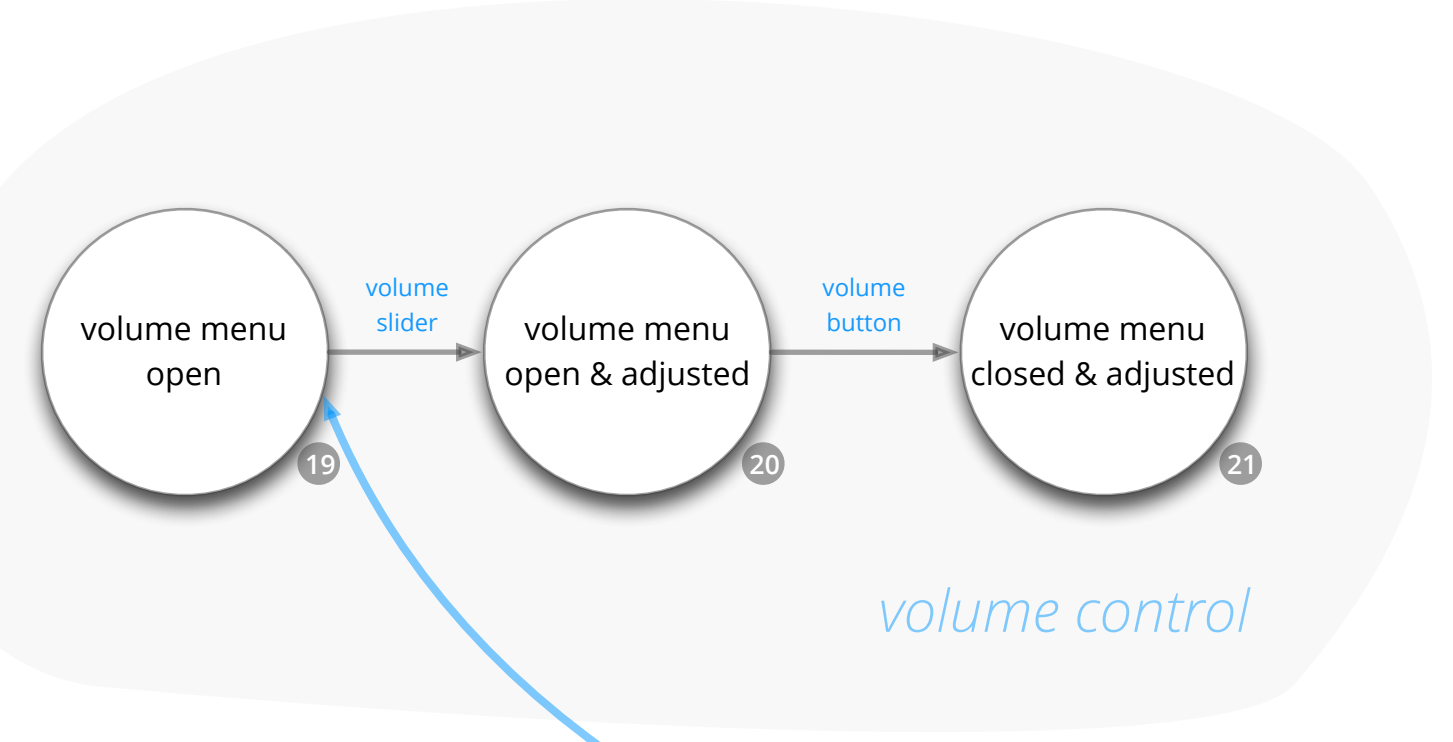 volume menu
open
19
volume
slider
volume menu
open & adjusted
20
volume
button
volume menu
closed & adjusted
21
volume control